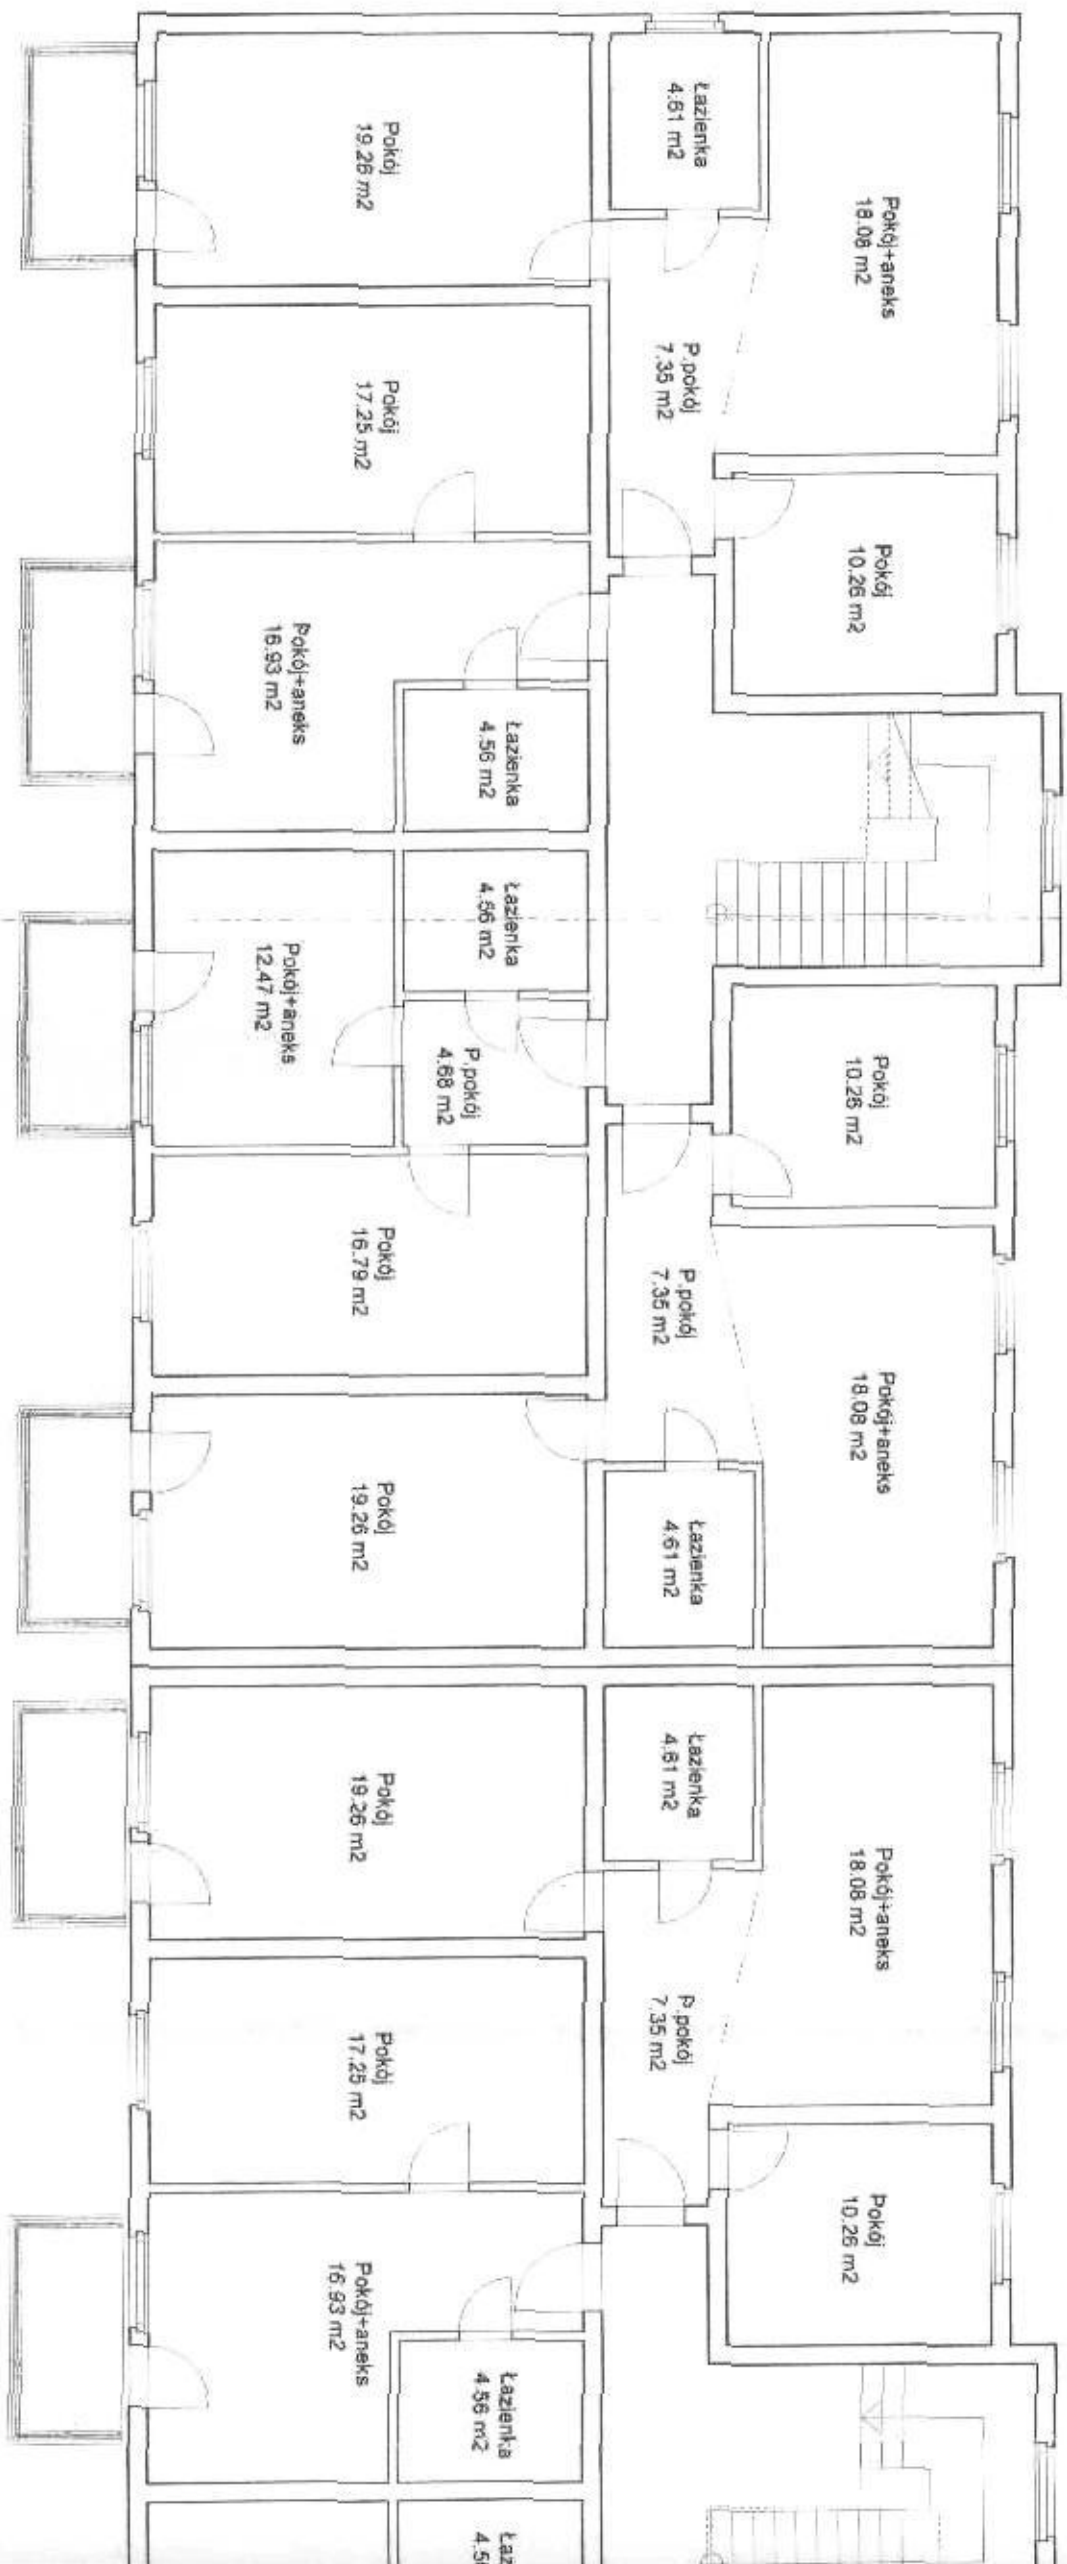 Łazienka
4.61 m2
Pokój
19.26 m2
Pokój+aneks
18.08 m2
P.pokój
7.35 m2
Pokój
17.25 m2
Pokój
10.26 m2
Pokój+aneks
16.93 m2
Łazienka
4.56 m2
Łazienka
4.56 m2
Pokój+aneks
12.47 m2
P.pokój
4.68 m2
Pokój
10.26 m2
Pokój
16.79 m2
P.pokój
7.35 m2
Pokój+aneks
18.08 m2
Pokój
19.26 m2
Łazienka
4.61 m2
Łazienka
4.61 m2
Pokój
19.26 m2
Pokój+aneks
18.08 m2
P.pokój
7.35 m2
Pokój
17.25 m2
Pokój
10.26 m2
Pokój+aneks
16.93 m2
Łazienka
4.56 m2